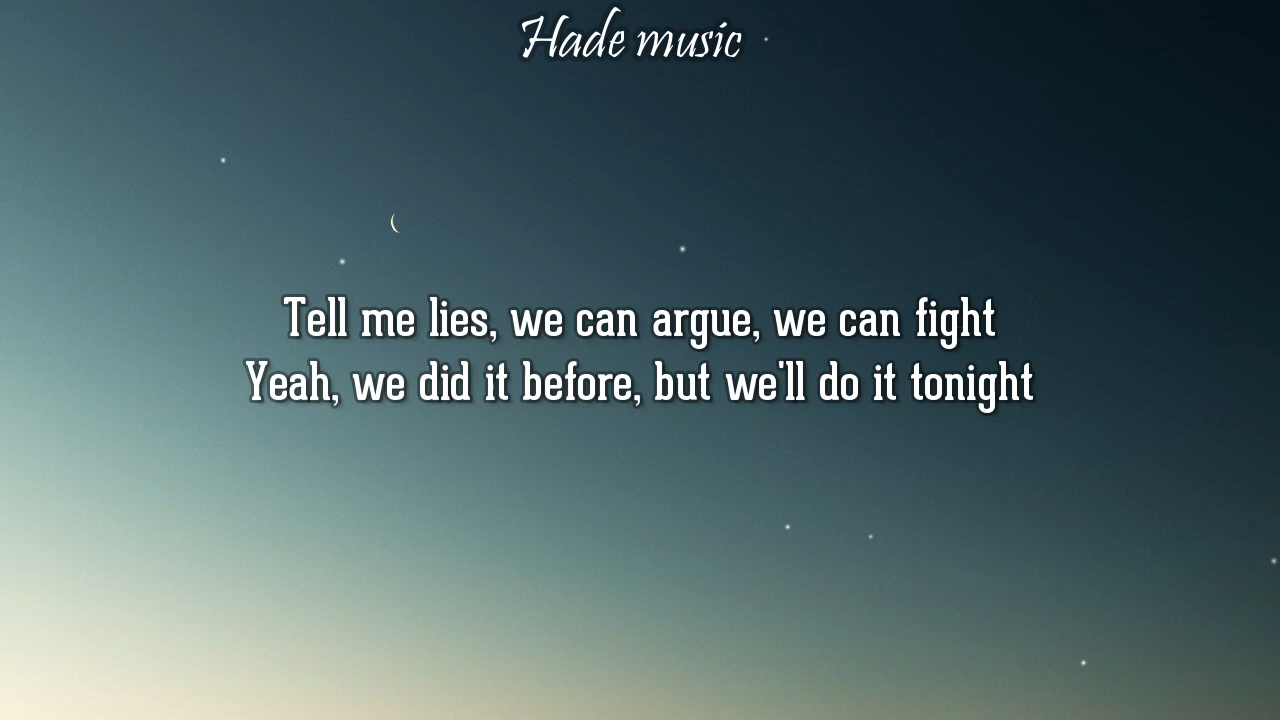 Hade music
Tell me lies, we can argue, we can fight
Yeah, we did it before, but we'll do it tonight